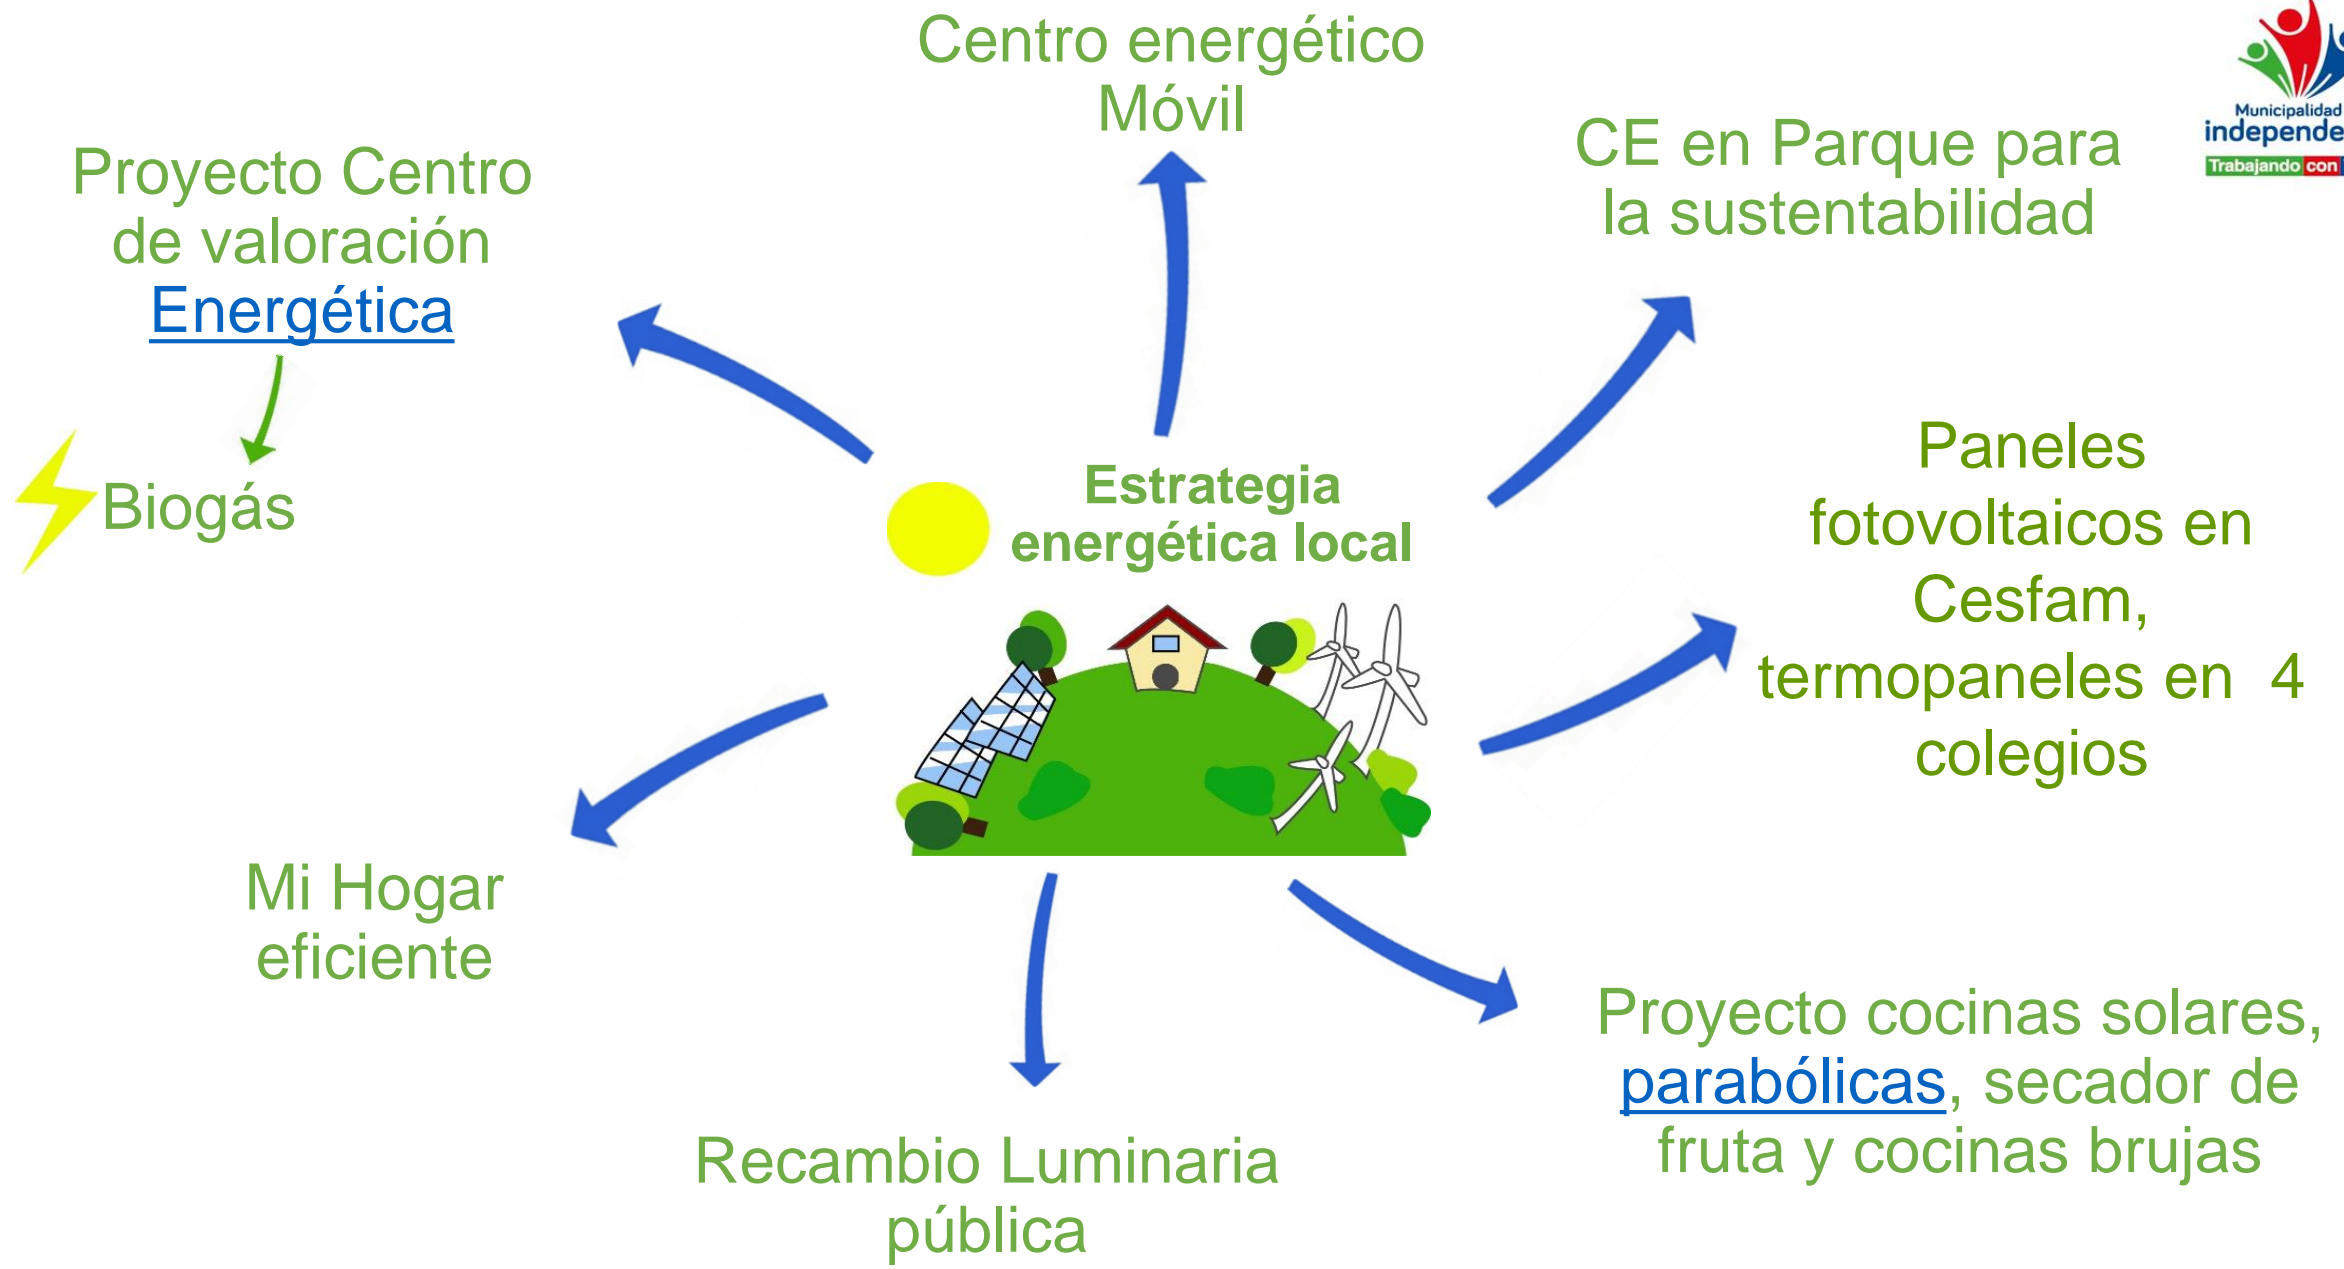 Centro energético
Móvil
Municipalidad
Trabajando con
Proyecto Centro
de valoración
Energética
CE en Parque para
la sustentabilidad
Biogás
Estrategia
energética local
Paneles
fotovoltaicos en
Cesfam,
termopaneles en 4
colegios
Mi Hogar
eficiente
Recambio Luminaria
pública
Proyecto cocinas solares,
parabólicas, secador de
fruta y cocinas brujas